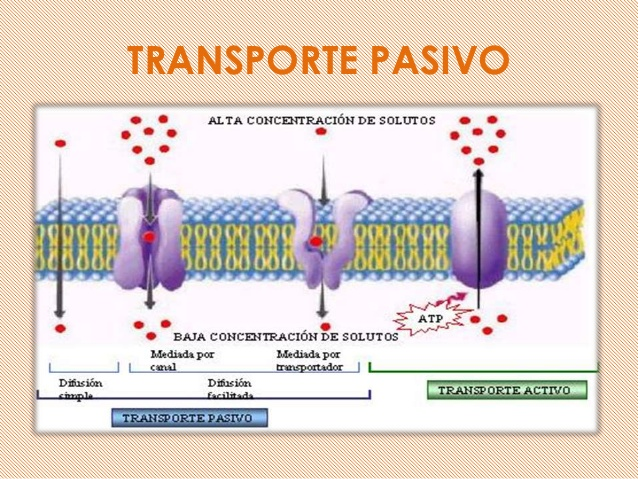 TRANSPORTE PASIVO
ALTA CONCENTRACIÓN DE SOLUTOS
ATP
BAJA CONCENTRACIÓN DE SOLUTOS
Mediada por
canal
Mediada por
transportador
Difusión
simple
Difusión
facilitada
TRANSPORTE ACTIVO
TRANSPORTE PASIVO